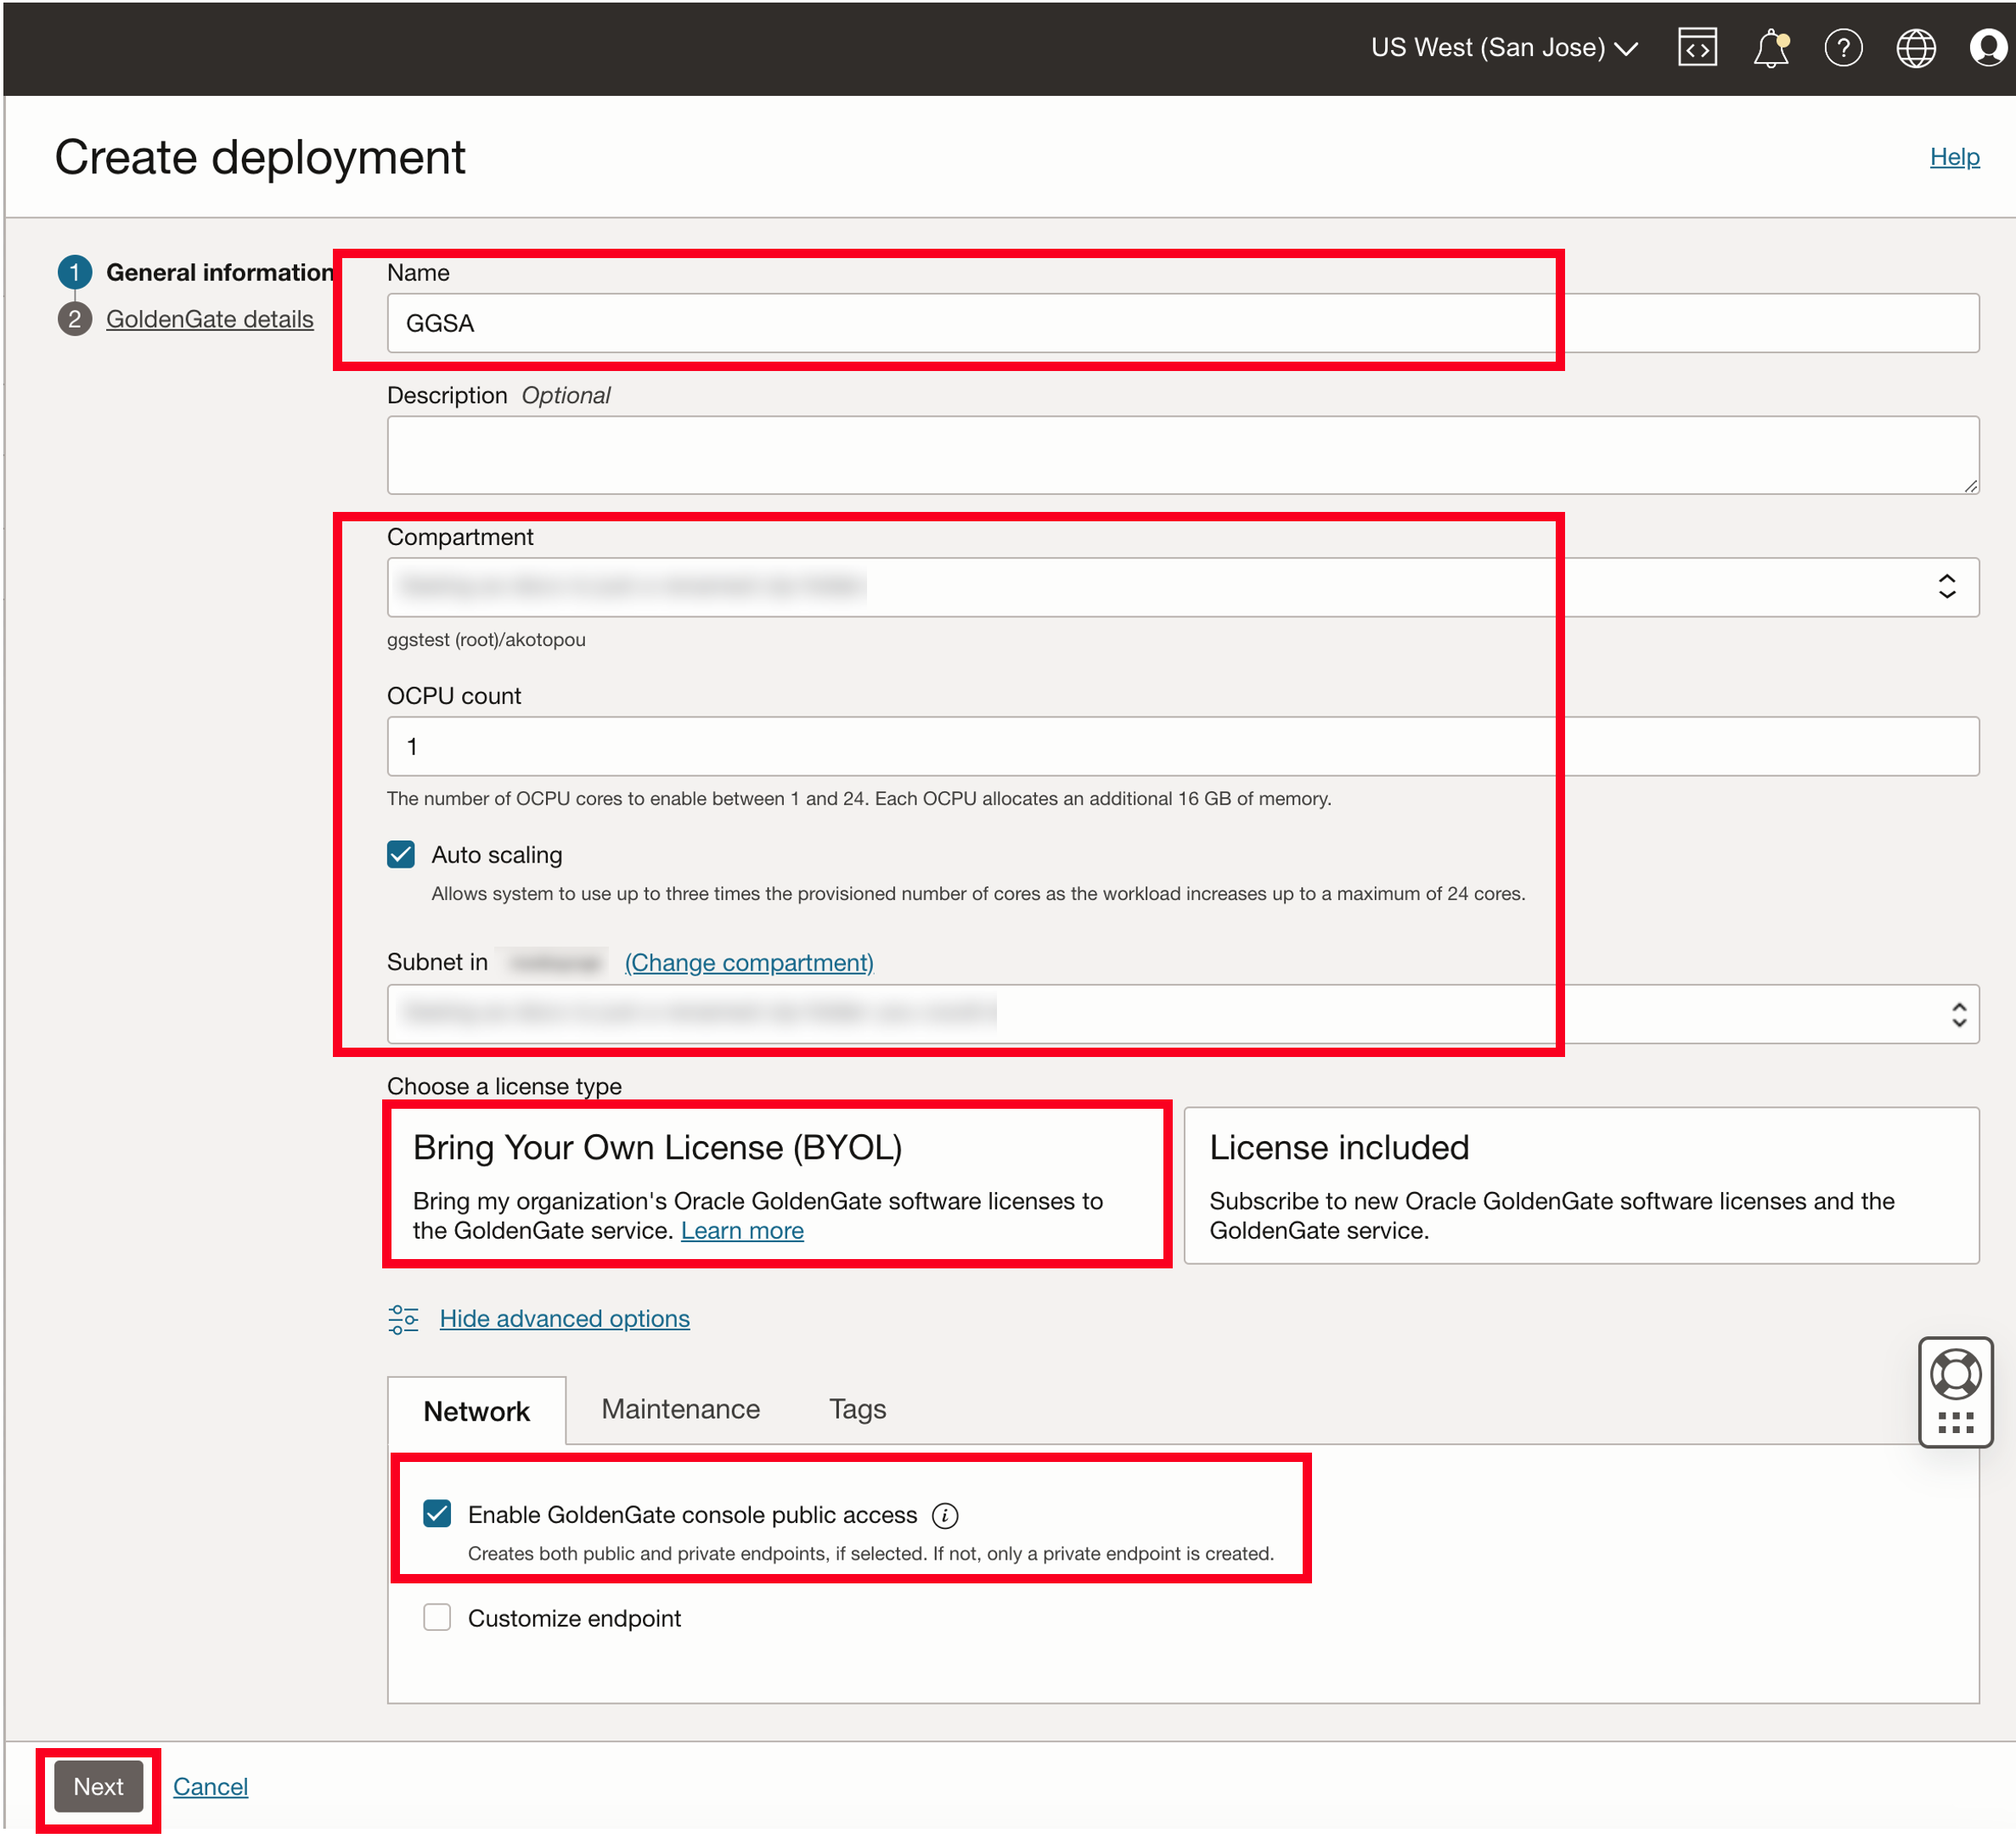 US West (San Jose)
Create deployment
Help
1 General information
2 GoldenGate details
Name
GGSA
Description Optional
Compartment
ggstest (root)/akotopou
OCPU count
1
The number of OCPU cores to enable between 1 and 24. Each OCPU allocates an additional 16 GB of memory.
Auto scaling
Allows system to use up to three times the provisioned number of cores as the workload increases up to a maximum of 24 cores.
Subnet in (Change compartment)
Choose a license type
Bring Your Own License (BYOL)
Bring my organization's Oracle GoldenGate software licenses to
the GoldenGate service. Learn more
License included
Subscribe to new Oracle GoldenGate software licenses and the
GoldenGate service.
Hide advanced options
Network Maintenance Tags
Enable GoldenGate console public access
Creates both public and private endpoints, if selected. If not, only a private endpoint is created.
Customize endpoint
Next Cancel